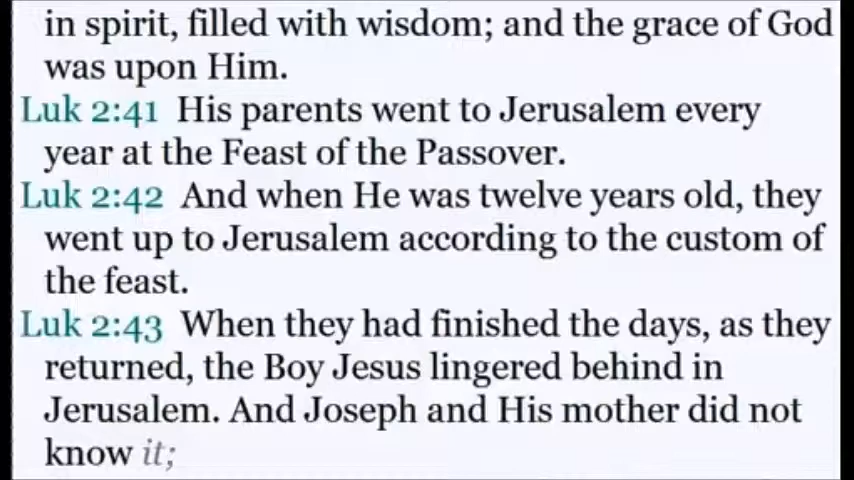 in spirit, filled with wisdom; and the grace of God
was upon Him.
Luk 2:41 His parents went to Jerusalem every
year at the Feast of the Passover.
Luk 2:42 And when He was twelve years old, they
went up to Jerusalem according to the custom of
the feast.
Luk 2:43 When they had finished the days, as they
returned, the Boy Jesus lingered behind in
Jerusalem. And Joseph and His mother did not
know it;